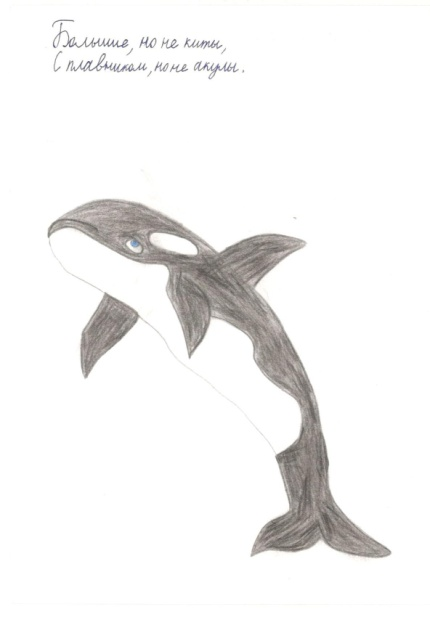 Большие, но не киты,
С плавником, но не акулы.